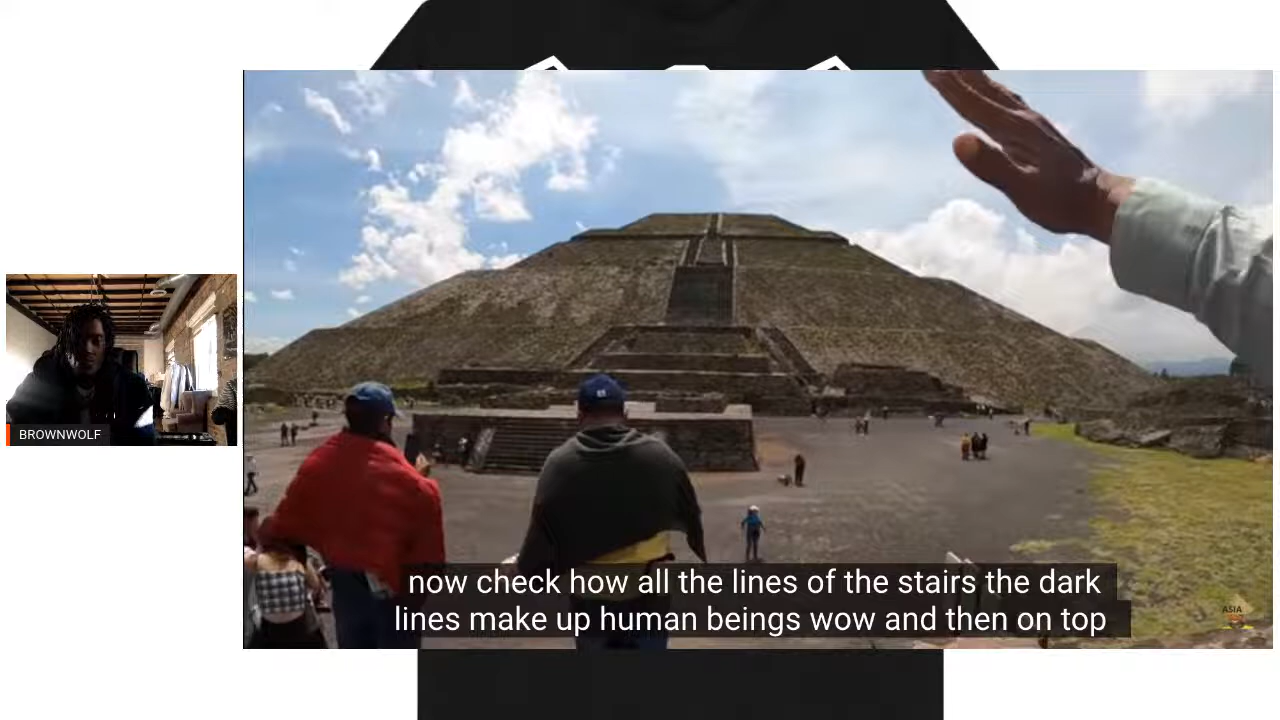 BROWNWOLF
now check how all the lines of the stairs the dark
lines make up human beings wow and then on top
ASIA